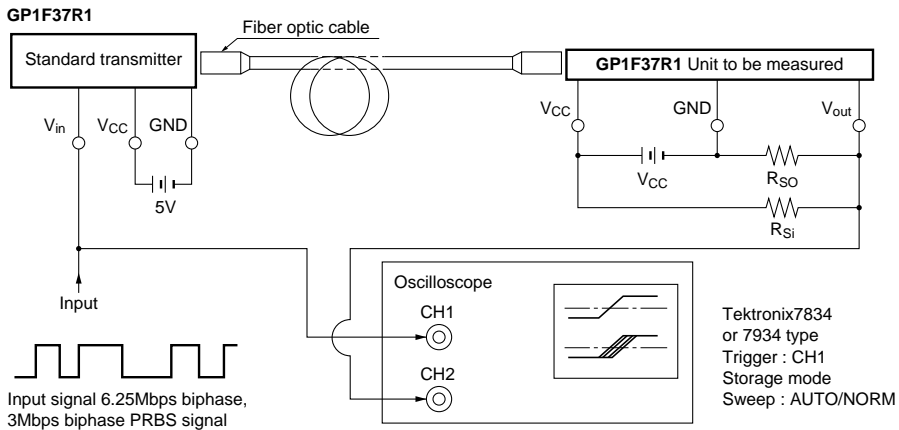 GP1F37R1
Fiber optic cable
Standard transmitter
GP1F37R1 Unit to be measured
Vin
VCC
GND
5V
VCC
GND
Vout
VCC
RSO
RSi
Input
Oscilloscope
CH1
CH2
Tektronix7834
or 7934 type
Trigger : CH1
Storage mode
Sweep : AUTO/NORM
Input signal 6.25Mbps biphase,
3Mbps biphase PRBS signal